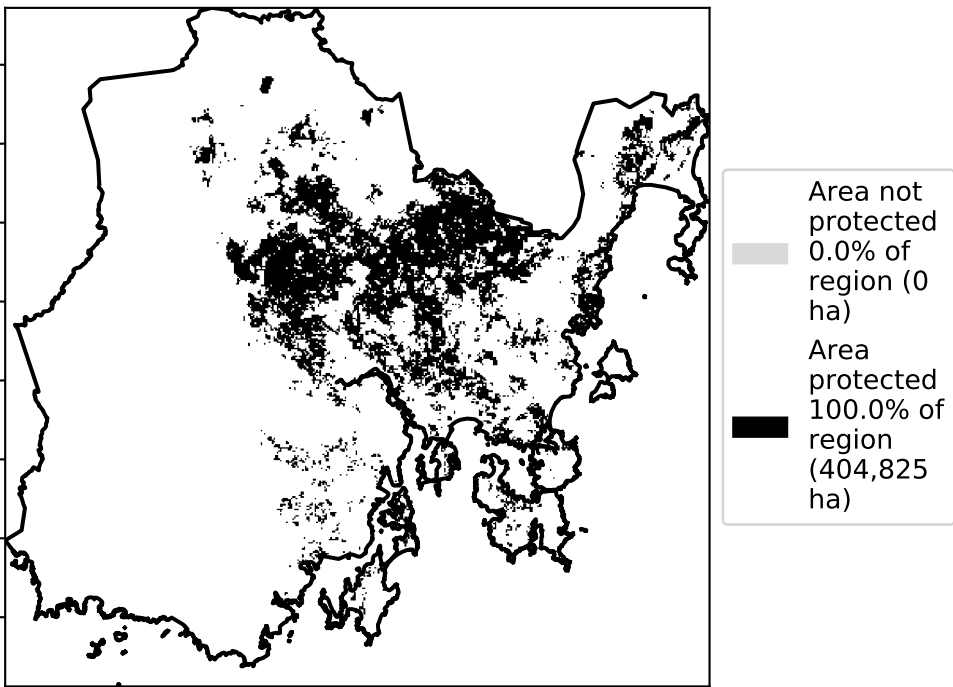 Area not
protected
0.0% of
region (0
ha)
Area
protected
100.0% of
region
(404,825
ha)